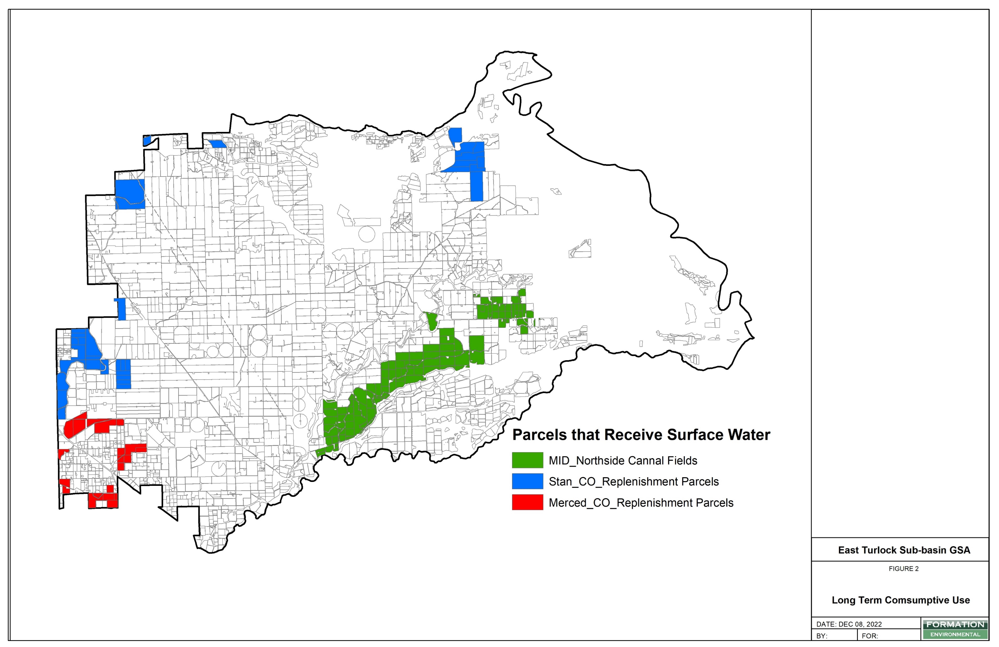 Parcels that Receive Surface Water
MID_Northside Cannal Fields
Stan_CO_Replenishment Parcels
Merced_CO_Replenishment Parcels
East Turlock Sub-basin GSA
FIGURE 2
Long Term Comsumptive Use
DATE: DEC 08, 2022
BY:
FOR:
FORMATION
ENVIRONMENTAL